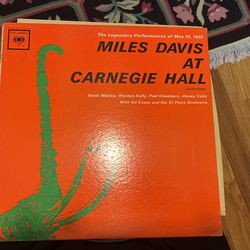 The Legendary Performances of May 19, 1961
MILES DAVIS
AT
CARNEGIE HALL
Featuring:
Hank Mobley, Wynton Kelly, Paul Chambers, Jimmy Cobb
With Gil Evans and His 21 Piece Orchestra